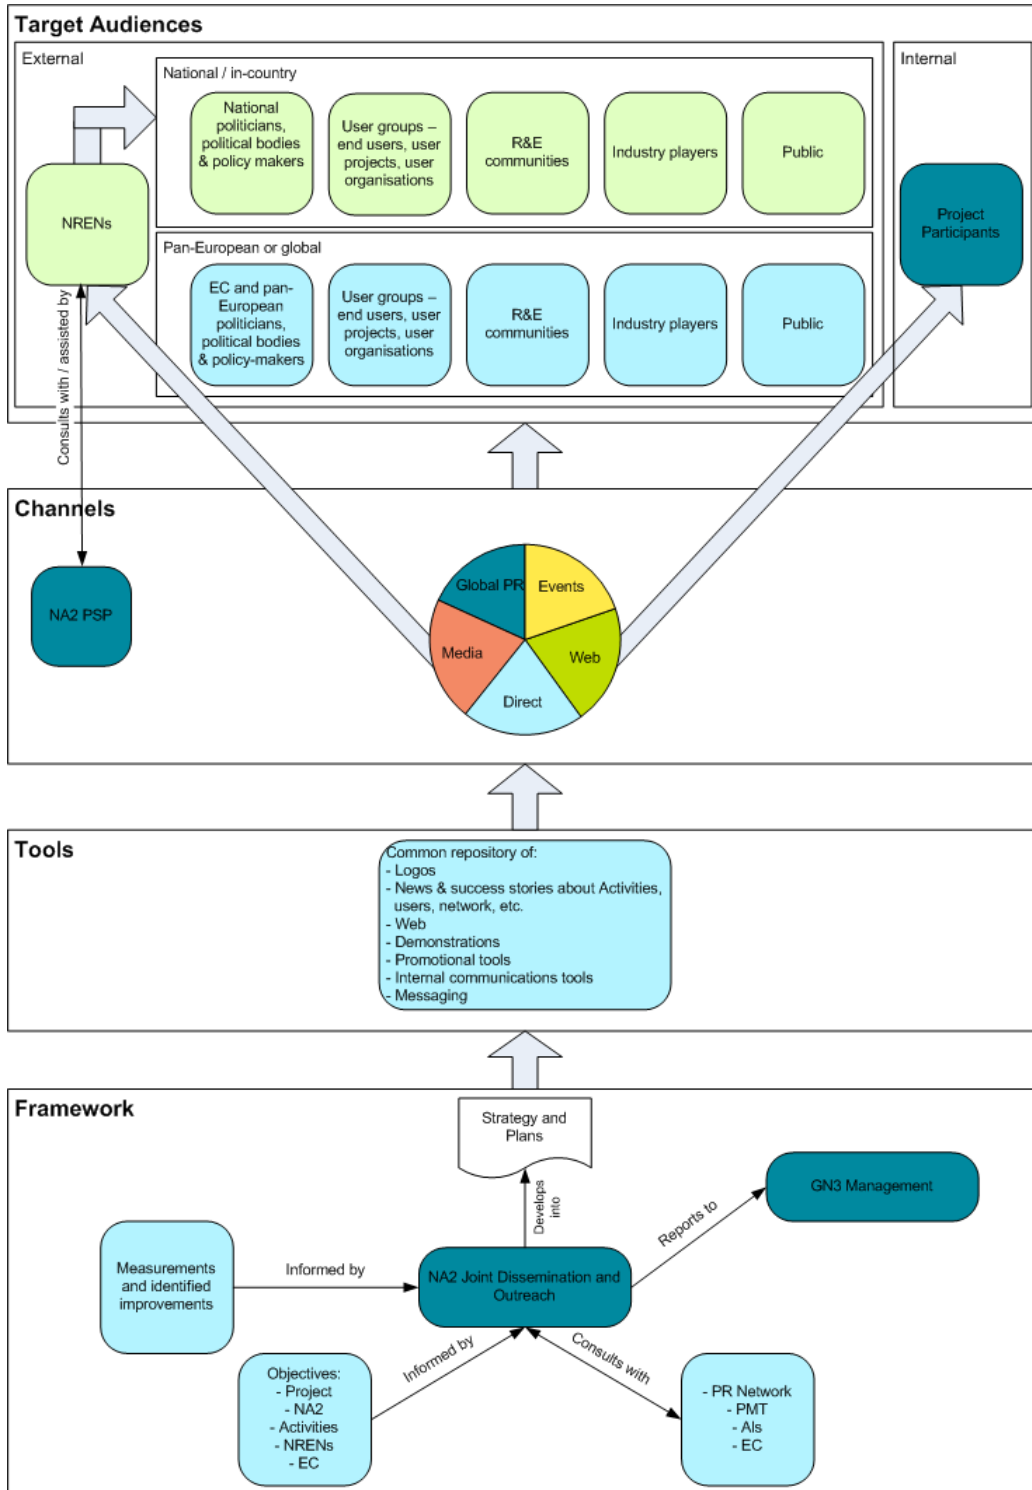 Target Audiences
External
National / in-country
National
politicians,
political bodies
& policy makers
User groups –
end users, user
projects, user
organisations
R&E
communities
Industry players
Public
NRENs
Pan-European or global
EC and pan-
European
politicians,
political bodies
& policy-makers
User groups –
end users, user
projects, user
organisations
R&E
communities
Industry players
Public
Internal
Project
Participants
Consults with / assisted by
Channels
NA2 PSP
Global PR
Events
Media
Web
Direct
Tools
Common repository of:
- Logos
- News & success stories about Activities,
users, network, etc.
- Web
- Demonstrations
- Promotional tools
- Internal communications tools
- Messaging
Framework
Strategy and
Plans
Develops
into
GN3 Management
Reports to
Measurements
and identified
improvements
Informed by
NA2 Joint Dissemination and
Outreach
Informed by
Consults with
Objectives:
- Project
- NA2
- Activities
- NRENs
- EC
- PR Network
- PMT
- ALs
- EC